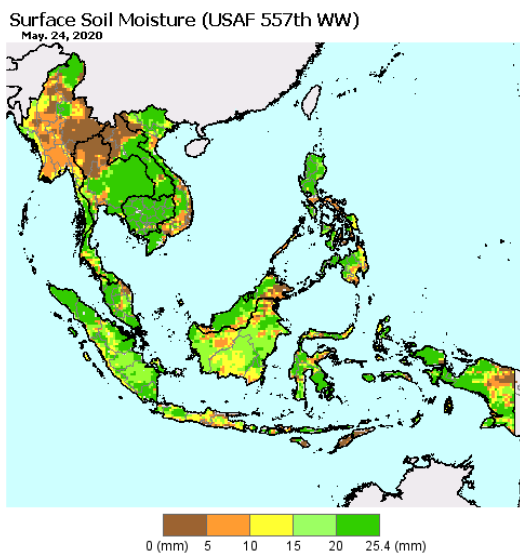 Surface Soil Moisture (USAF 557th WW)
May. 24, 2020
0 (mm) 5 10 15 20 25.4 (mm)